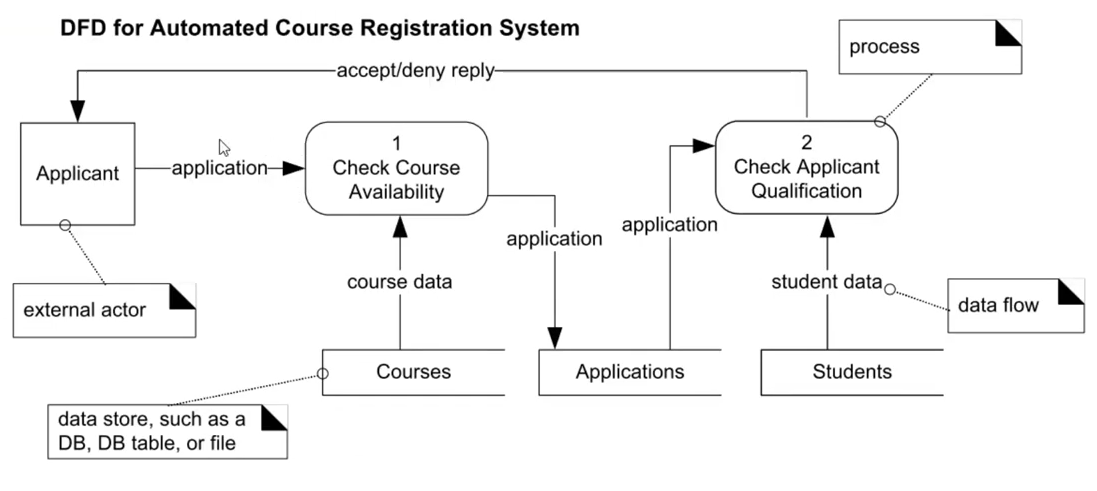 DFD for Automated Course Registration System
process
accept/deny reply
Applicant
application
1
Check Course
Availability
2
Check Applicant
Qualification
application
application
course data
student data
external actor
data flow
Courses
Applications
Students
data store, such as a
DB, DB table, or file